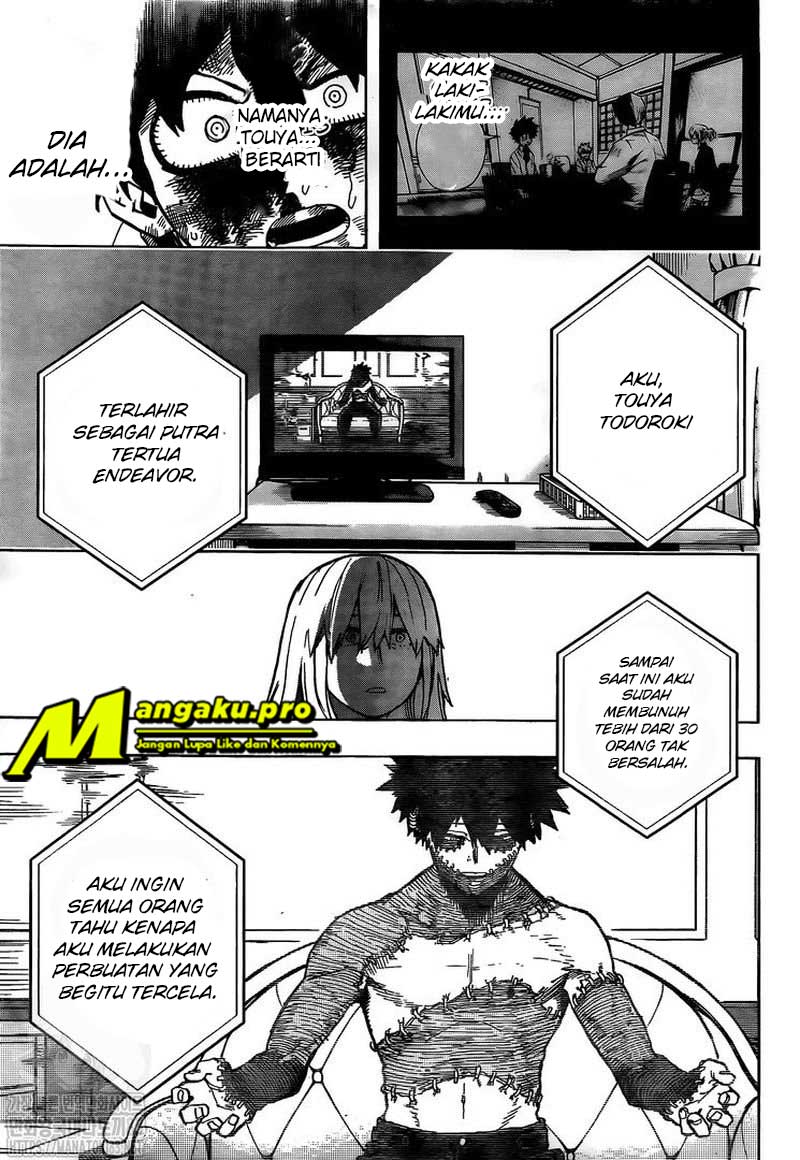 KAKAK
LAKI-
LAKIMU....
NAMANYA
TOUYA...
BERARTI
DIA
ADALAH...
AKU,
TOUYA
TODOROKI
TERLAHIR
SEBAGAI PUTRA
TERTUA
ENDEAVOR.
SAMPAI
SAAT INI AKU
SUDAH
MEMBUNUH
TEBIH DARI 30
ORANG TAK
BERSALAH.
Mangaku.pro
Jangan Lupa Like dan Komennya
AKU INGIN
SEMUA ORANG
TAHU KENAPA
AKU MELAKUKAN
PERBUATAN YANG
BEGITU TERCELA.